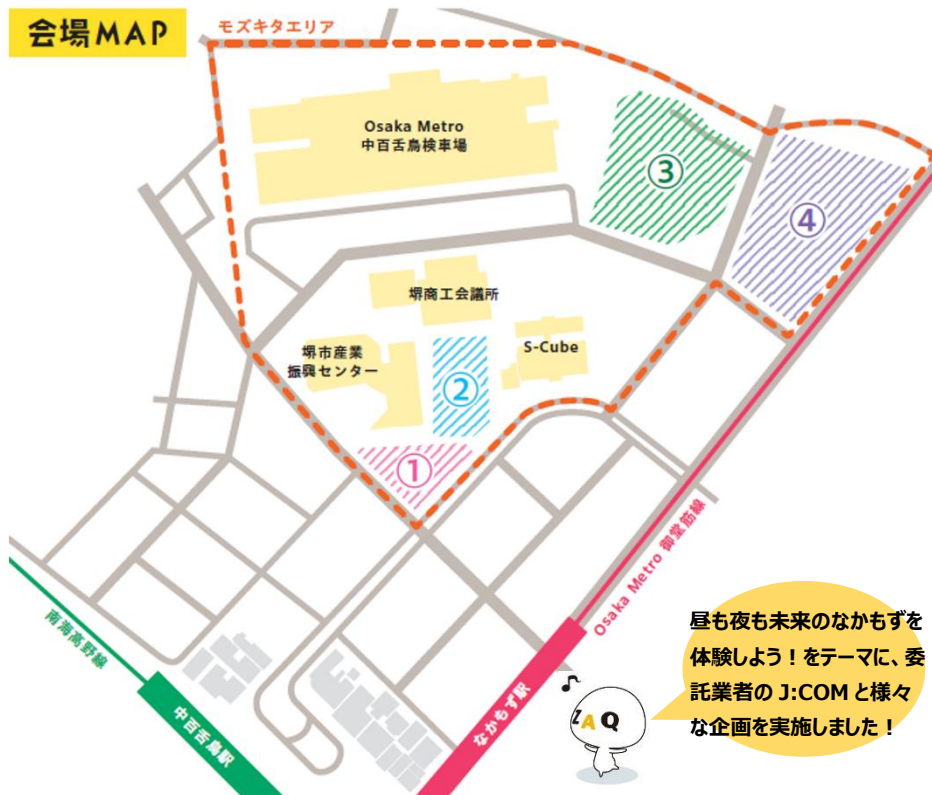 会場MAP
モズキタエリア
Osaka Metro
中百舌鳥検車場
③
④
堺商工会議所
S-Cube
堺市産業
振興センター
②
①
Osaka Metro 御堂筋線
南海高野線
中百舌鳥駅
なかもず駅
昼も夜も未来のなかもずを
体験しよう！をテーマに、委
託業者の J:COM と様々
な企画を実施しました！
ZAQ